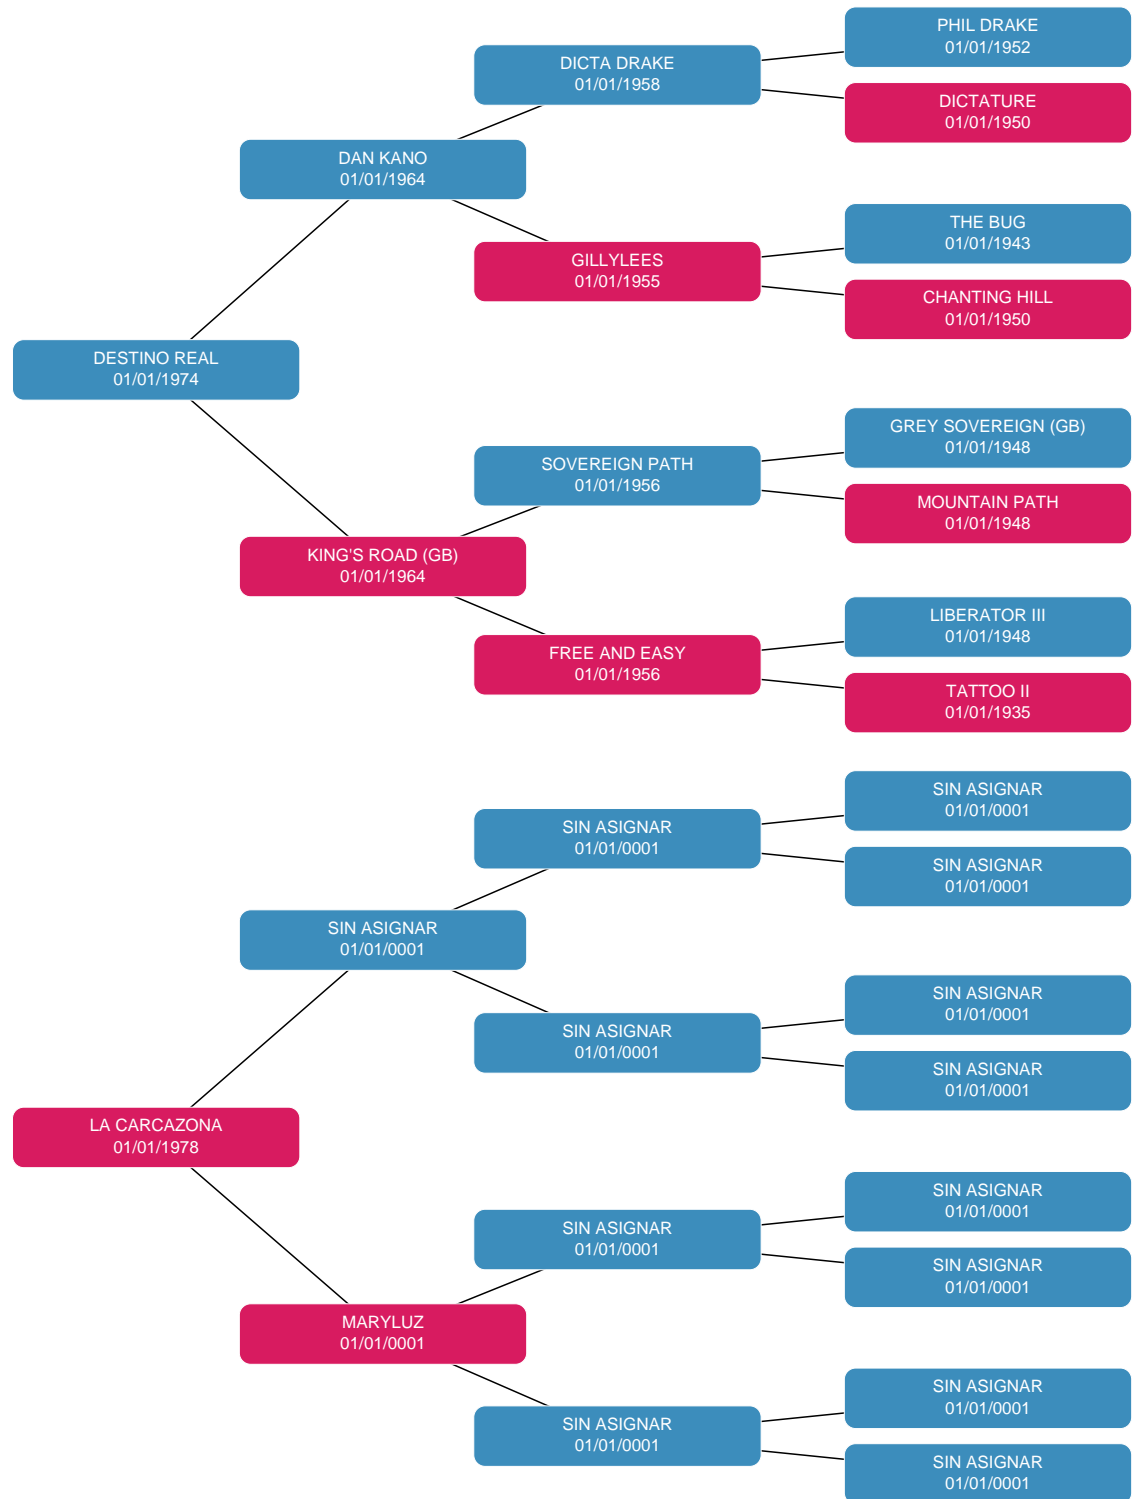 PHIL DRAKE
01/01/1952
DICTA DRAKE
01/01/1958
DICTATURE
01/01/1950
DAN KANO
01/01/1964
THE BUG
01/01/1943
GILLYLEES
01/01/1955
CHANTING HILL
01/01/1950
DESTINO REAL
01/01/1974
GREY SOVEREIGN (GB)
01/01/1948
SOVEREIGN PATH
01/01/1956
MOUNTAIN PATH
01/01/1948
KING'S ROAD (GB)
01/01/1964
LIBERATOR III
01/01/1948
FREE AND EASY
01/01/1956
TATTOO II
01/01/1935
SIN ASIGNAR
01/01/0001
SIN ASIGNAR
01/01/0001
SIN ASIGNAR
01/01/0001
SIN ASIGNAR
01/01/0001
SIN ASIGNAR
01/01/0001
SIN ASIGNAR
01/01/0001
SIN ASIGNAR
01/01/0001
LA CARCAZONA
01/01/1978
SIN ASIGNAR
01/01/0001
SIN ASIGNAR
01/01/0001
SIN ASIGNAR
01/01/0001
MARYLUZ
01/01/0001
SIN ASIGNAR
01/01/0001
SIN ASIGNAR
01/01/0001
SIN ASIGNAR
01/01/0001